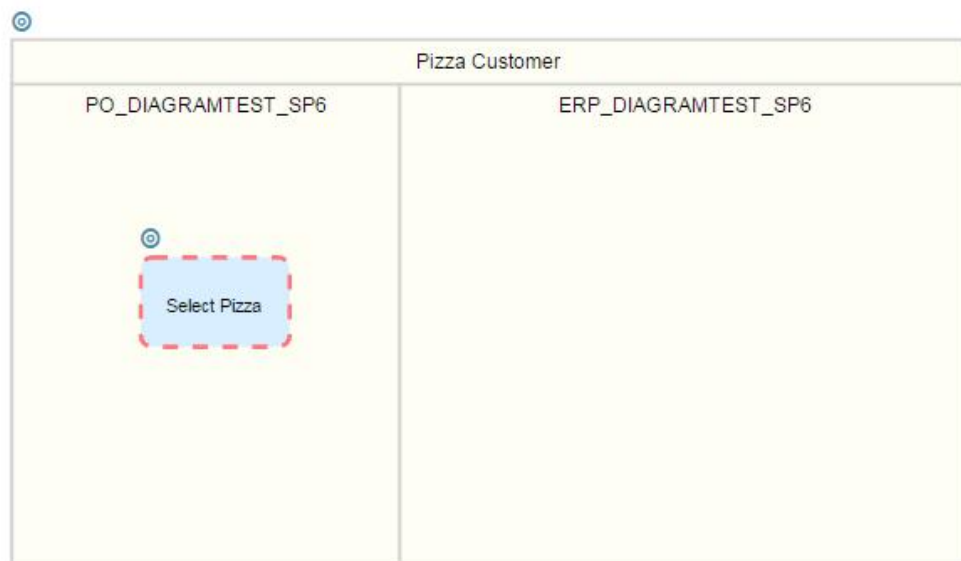 Pizza Customer
PO_DIAGRAMTEST_SP6
ERP_DIAGRAMTEST_SP6
Select Pizza